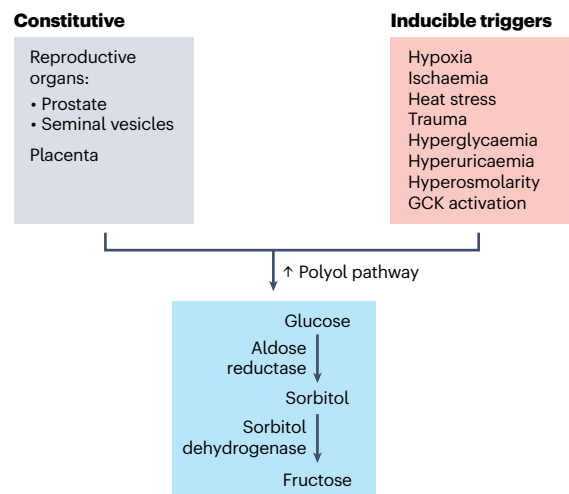 Constitutive
Reproductive
organs:
• Prostate
• Seminal vesicles
Placenta
Inducible triggers
Hypoxia
Ischaemia
Heat stress
Trauma
Hyperglycaemia
Hyperuricaemia
Hyperosmolarity
GCK activation
↑ Polyol pathway
Glucose
Aldose
reductase
Sorbitol
Sorbitol
dehydrogenase
Fructose